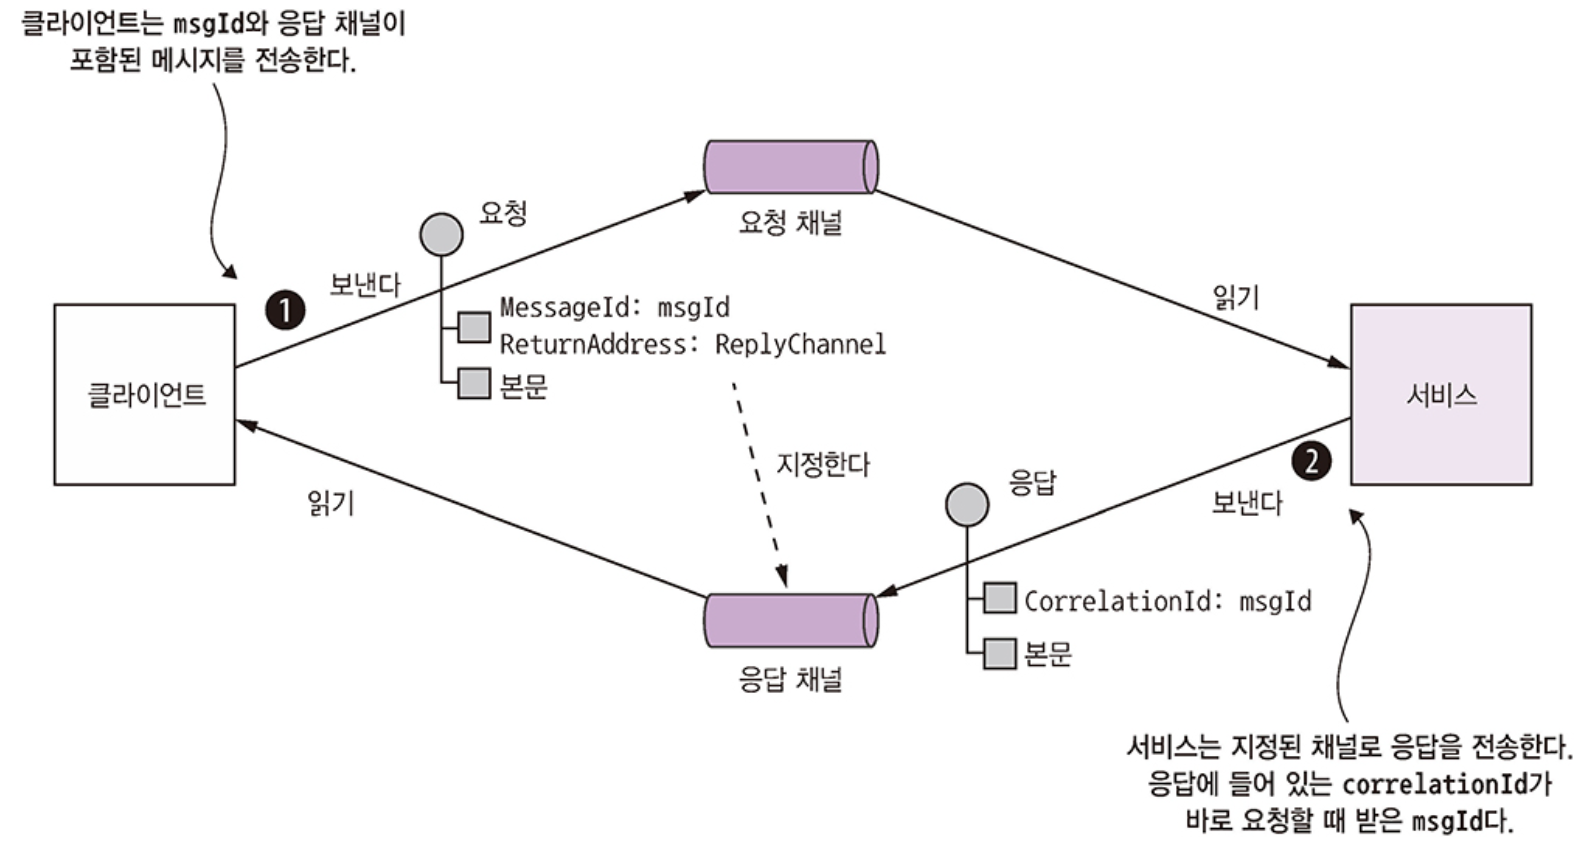 클라이언트는 msgId와 응답 채널이
포함된 메시지를 전송한다.
요청 채널
요청
1
보낸다
MessageId: msgId
ReturnAddress: ReplyChannel
본문
읽기
클라이언트
서비스
지정한다
2
보낸다
응답
CorrelationId: msgId
본문
읽기
응답 채널
서비스는 지정된 채널로 응답을 전송한다.
응답에 들어 있는 correlationId가
바로 요청할 때 받은 msgId다.